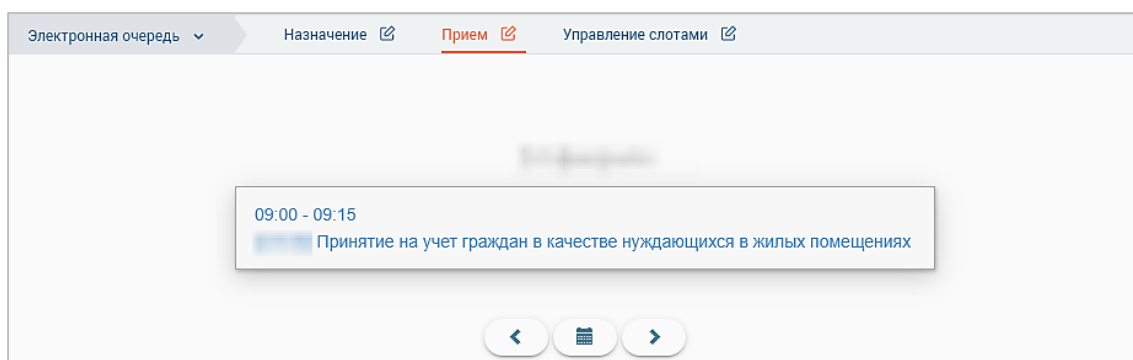 Электронная очередь Назначение Прием Управление слотами
09:00 - 09:15
Принятие на учет граждан в качестве нуждающихся в жилых помещениях